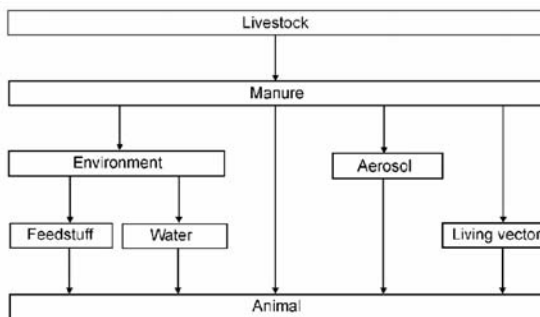 Livestock
Manure
Environment
Aerosol
Feedstuff
Water
Living vector
Animal